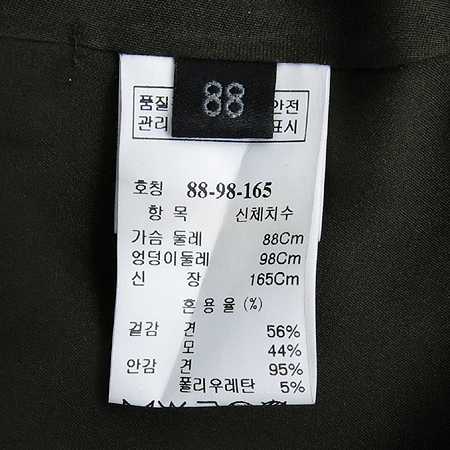 88
품질 안전
관리 표시
호칭 88-98-165
항 목 신체치수
가슴 둘레 88Cm
엉덩이둘레 98Cm
신 장 165Cm
혼용율(%)
겉감 견 56%
모 44%
안감 견 95%
폴리우레탄 5%